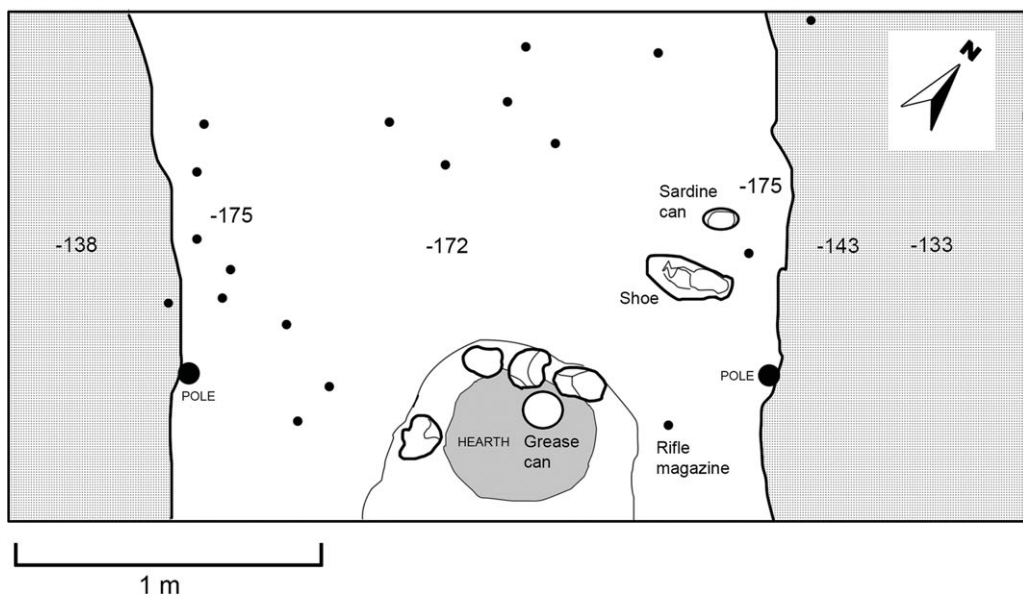 N
-175
Sardine
can
-175
-138
-172
-143
-133
Shoe
POLE
POLE
HEARTH
Grease
can
Rifle
magazine
1 m